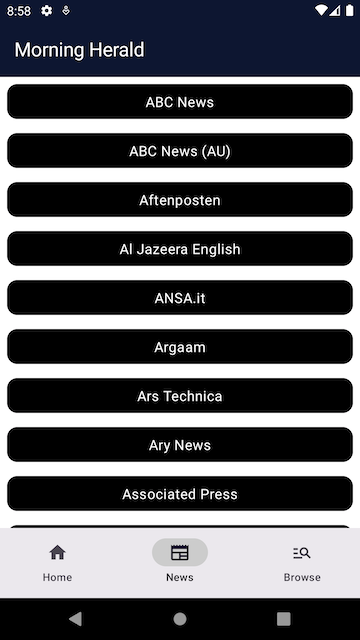 8:58
Morning Herald
ABC News
ABC News (AU)
Aftenposten
Al Jazeera English
ANSA.it
Argaam
Ars Technica
Ary News
Associated Press
Home
News
Browse